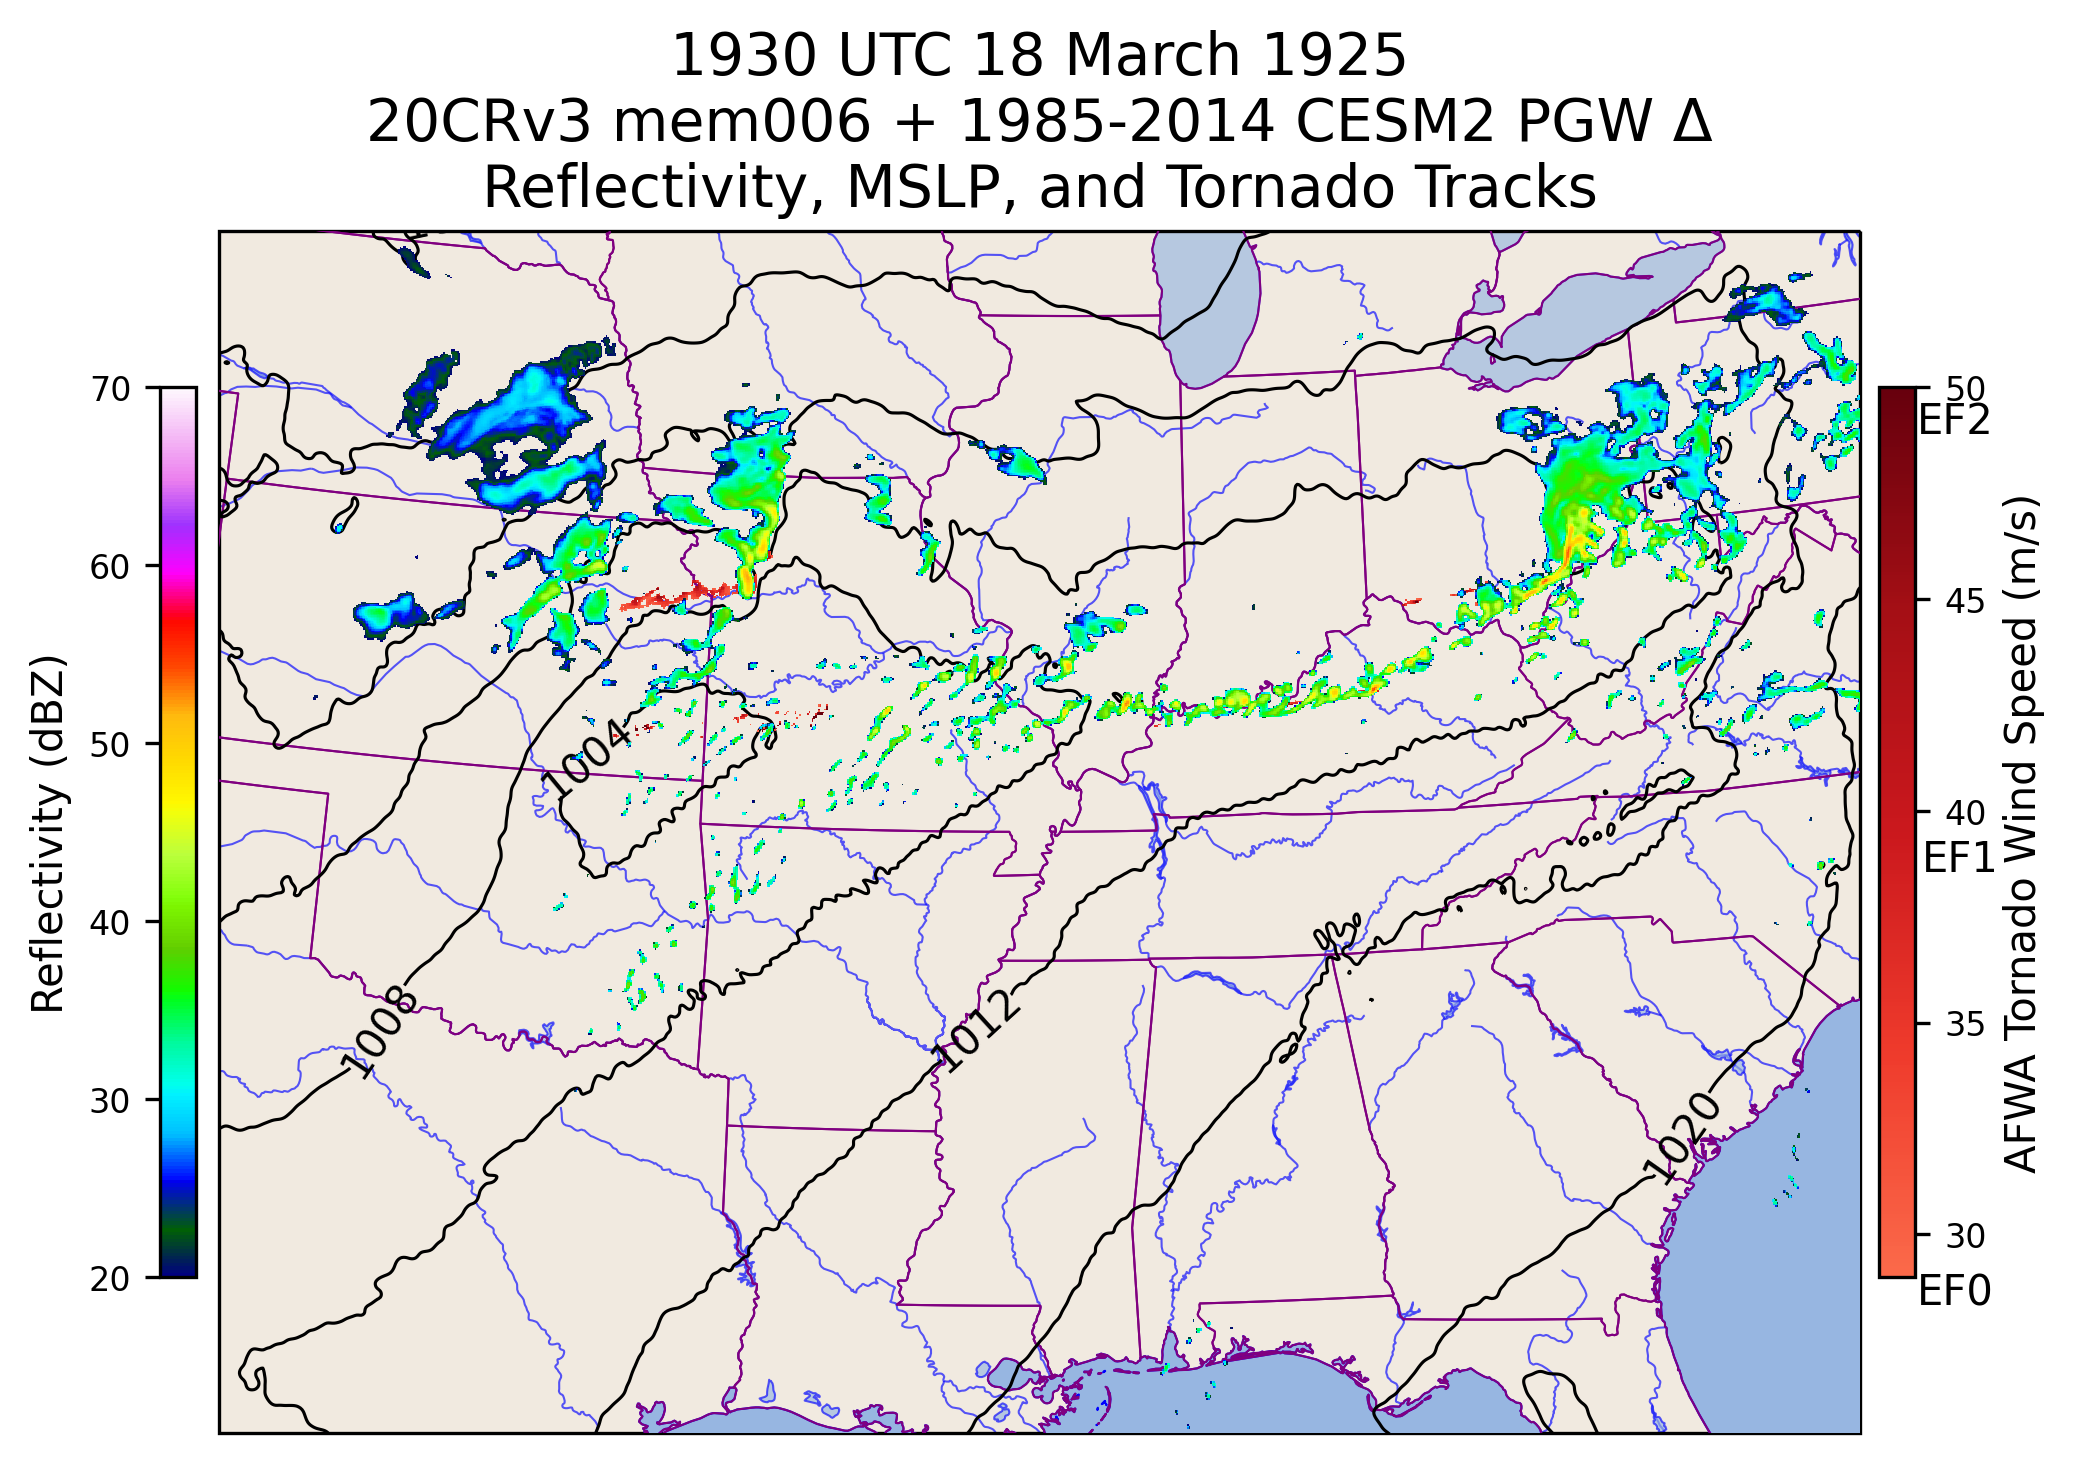 1930 UTC 18 March 1925
20CRv3 mem006 + 1985-2014 CESM2 PGW Δ
Reflectivity, MSLP, and Tornado Tracks
70
60
50
40
30
20
Reflectivity (dBZ)
1004
1008
1012
1020
50
EF2
45
40
EF1
35
30
EF0
AFWA Tornado Wind Speed (m/s)